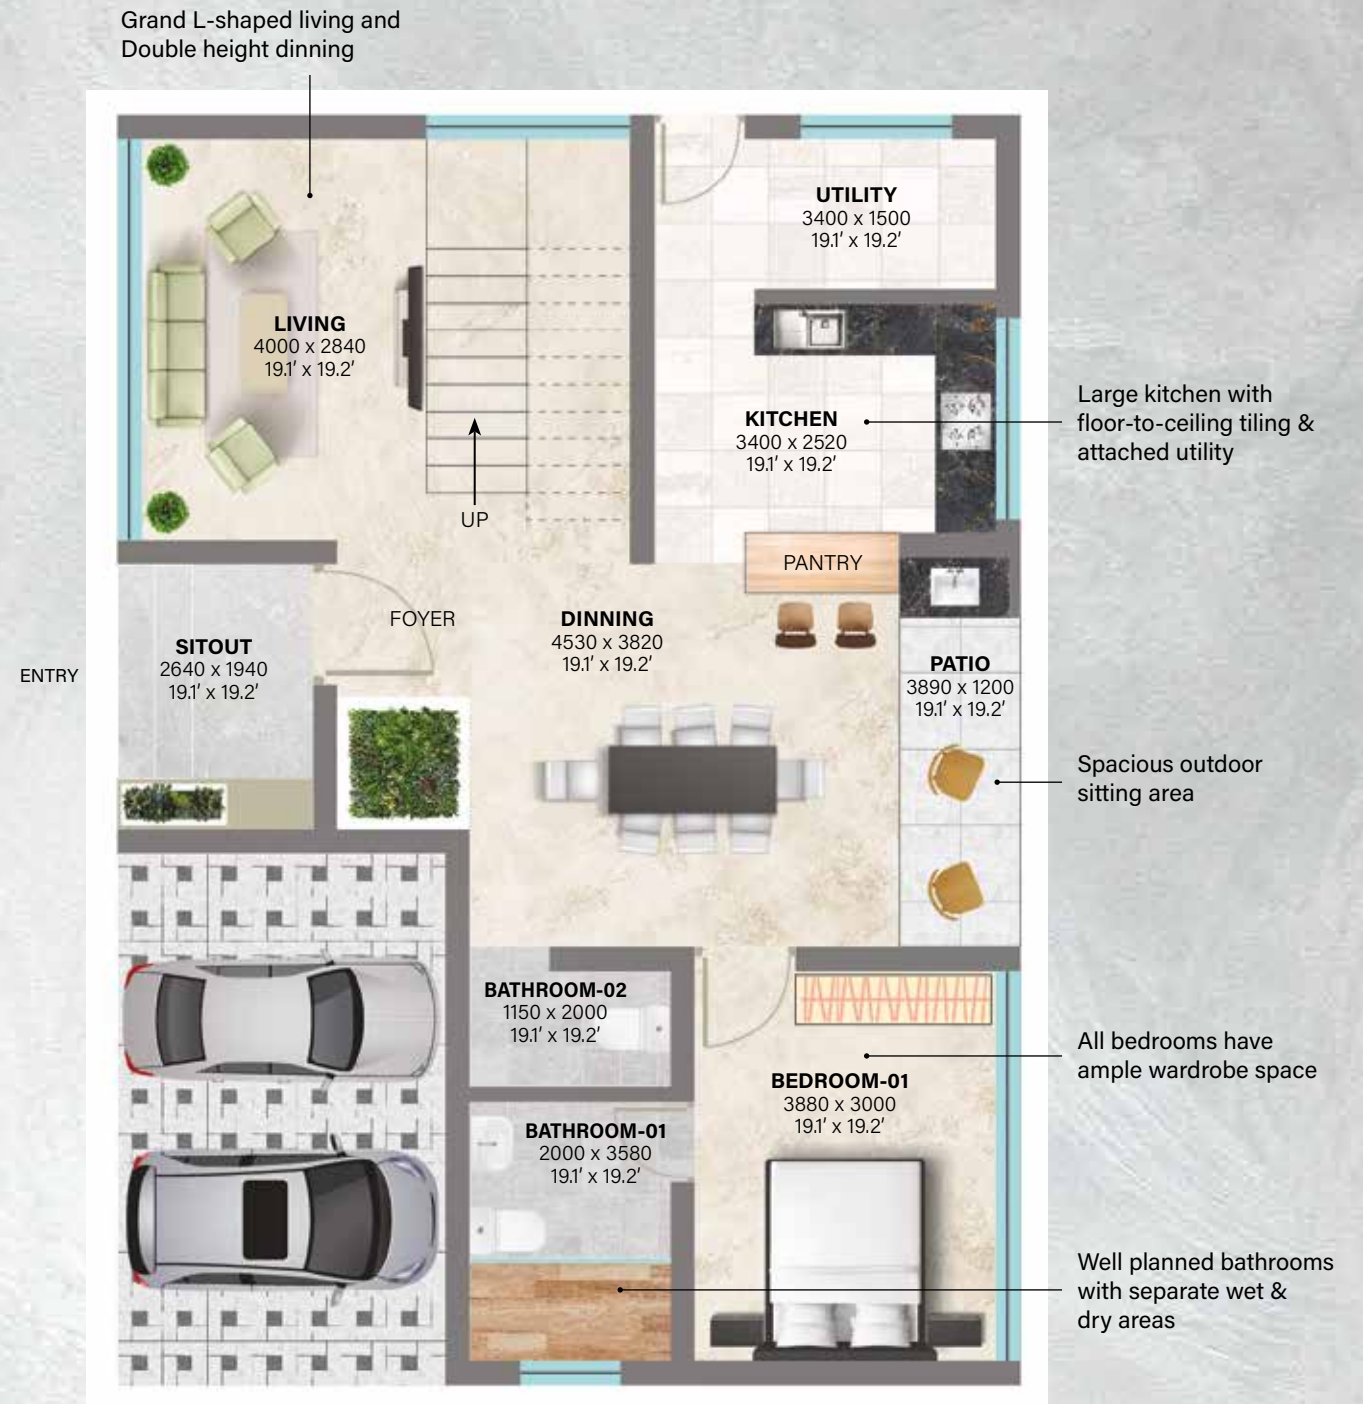 Grand L-shaped living and
Double height dinning
UTILITY
3400 x 1500
19.1' x 19.2'
LIVING
4000 x 2840
19.1' x 19.2'
KITCHEN
3400 x 2520
19.1' x 19.2'
Large kitchen with
floor-to-ceiling tiling &
attached utility
UP
PANTRY
FOYER
DINNING
4530 x 3820
19.1' x 19.2'
SITOUT
2640 x 1940
19.1' x 19.2'
ENTRY
PATIO
3890 x 1200
19.1' x 19.2'
Spacious outdoor
sitting area
BATHROOM-02
1150 x 2000
19.1' x 19.2'
All bedrooms have
ample wardrobe space
BEDROOM-01
3880 x 3000
19.1' x 19.2'
BATHROOM-01
2000 x 3580
19.1' x 19.2'
Well planned bathrooms
with separate wet &
dry areas